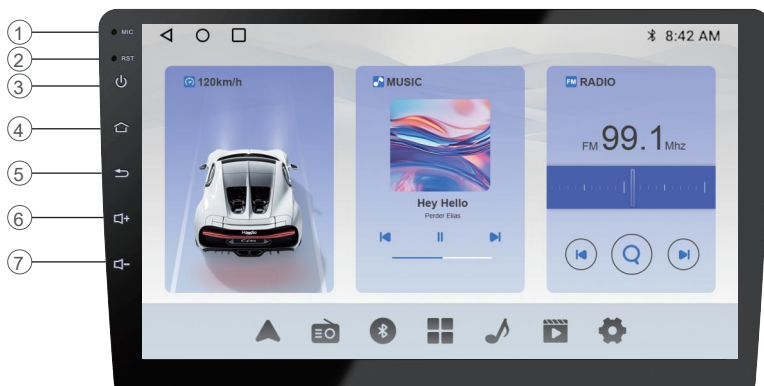 1
MIC
2
RST
3
4
5
6
7
8:42 AM
120km/h
MUSIC
Hey Hello
Perder Elias
FM RADIO
FM 99.1 Mhz